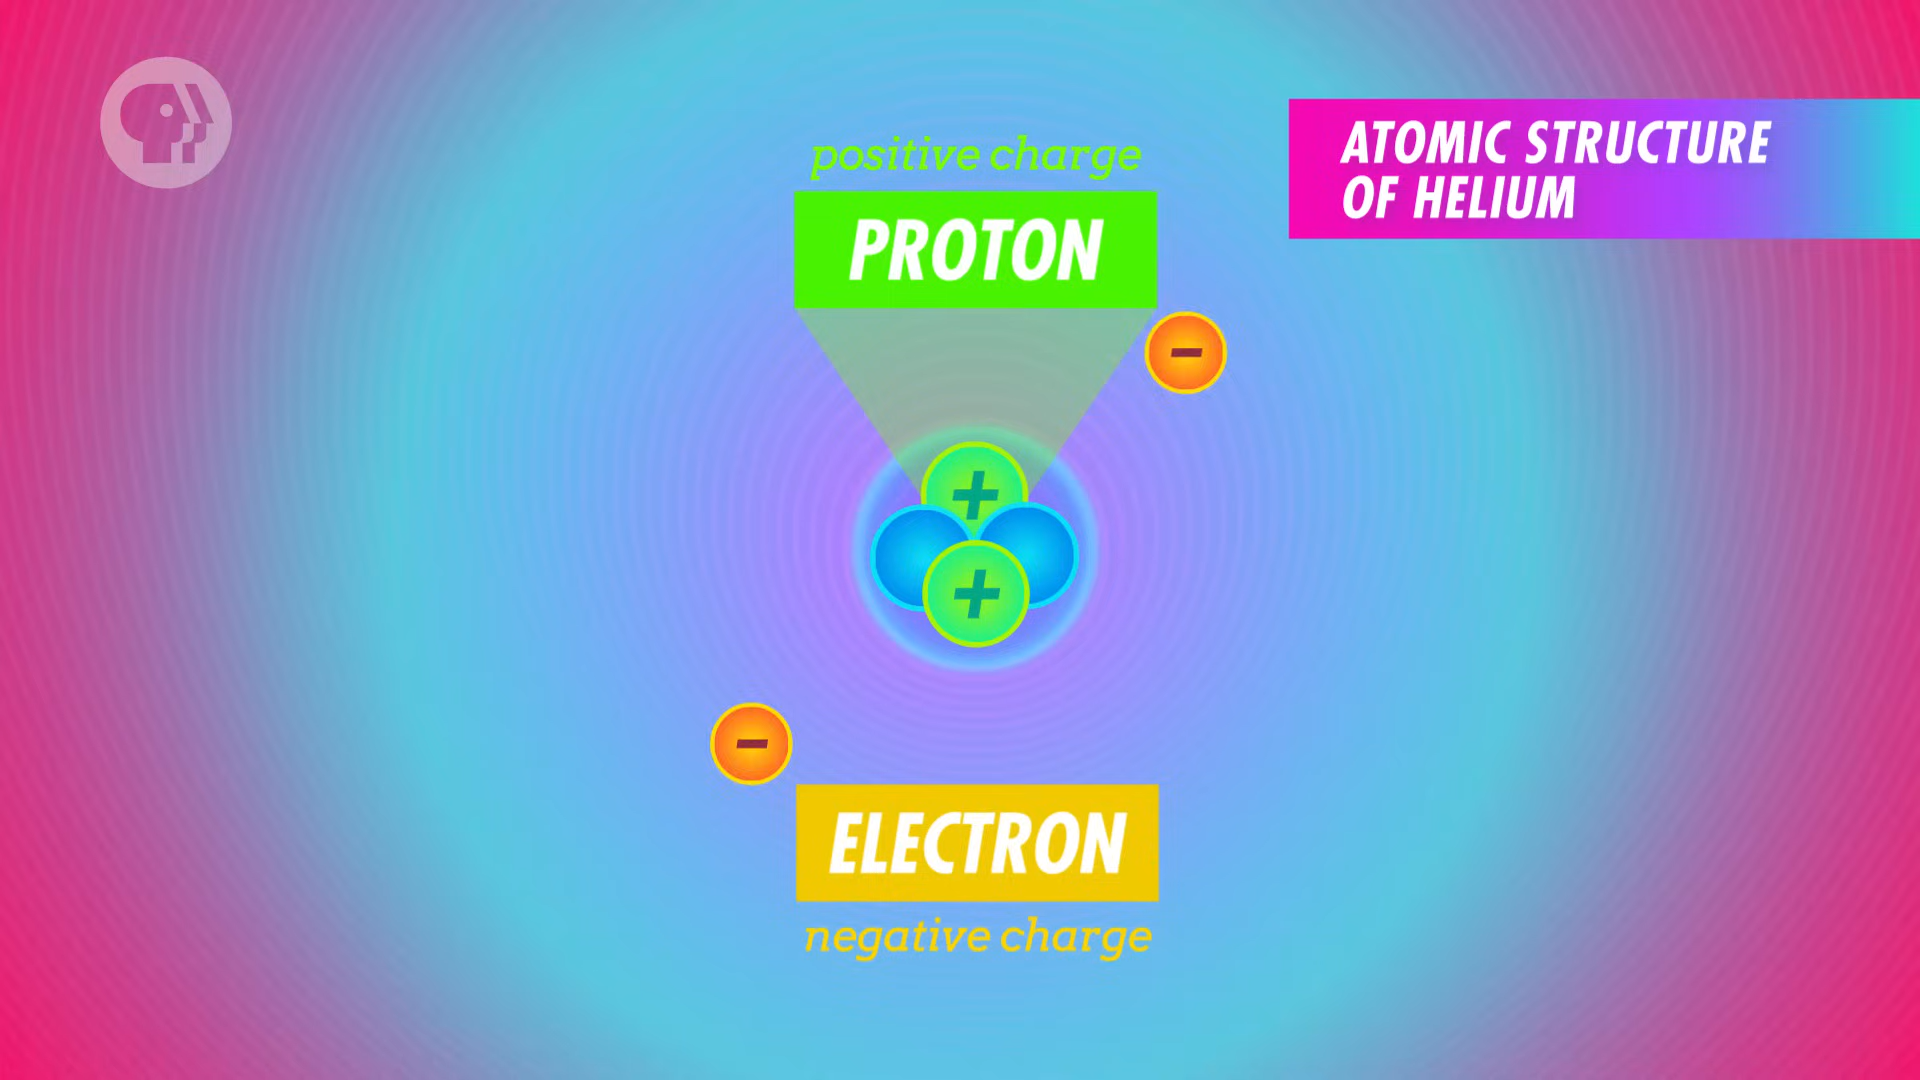 positive charge
PROTON
ATOMIC STRUCTURE
OF HELIUM
−
+
+
−
ELECTRON
negative charge